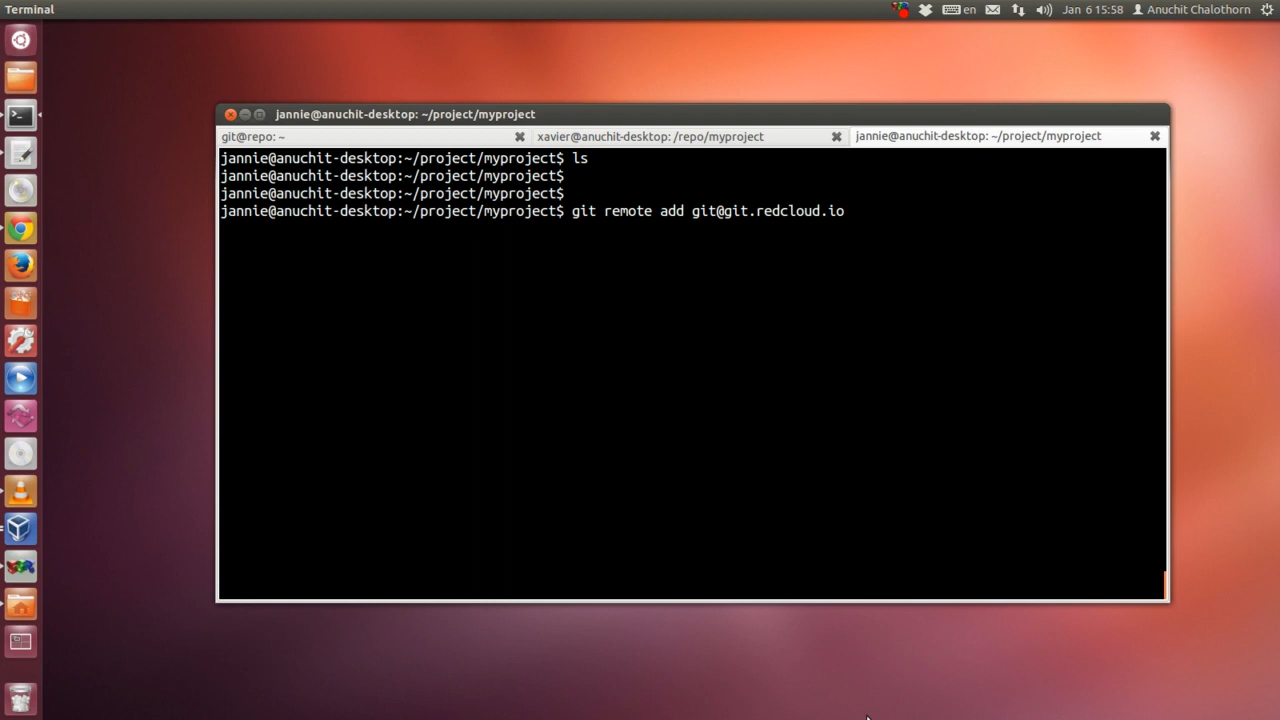 Terminal
en
Jan 6 15:58
Anuchit Chalothorn
jannie@anuchit-desktop: ~/project/myproject
git@repo: ~
xavier@anuchit-desktop: /repo/myproject
jannie@anuchit-desktop: ~/project/myproject
jannie@anuchit-desktop:~/project/myproject$ ls
jannie@anuchit-desktop:~/project/myproject$
jannie@anuchit-desktop:~/project/myproject$
jannie@anuchit-desktop:~/project/myproject$ git remote add git@git.redcloud.io